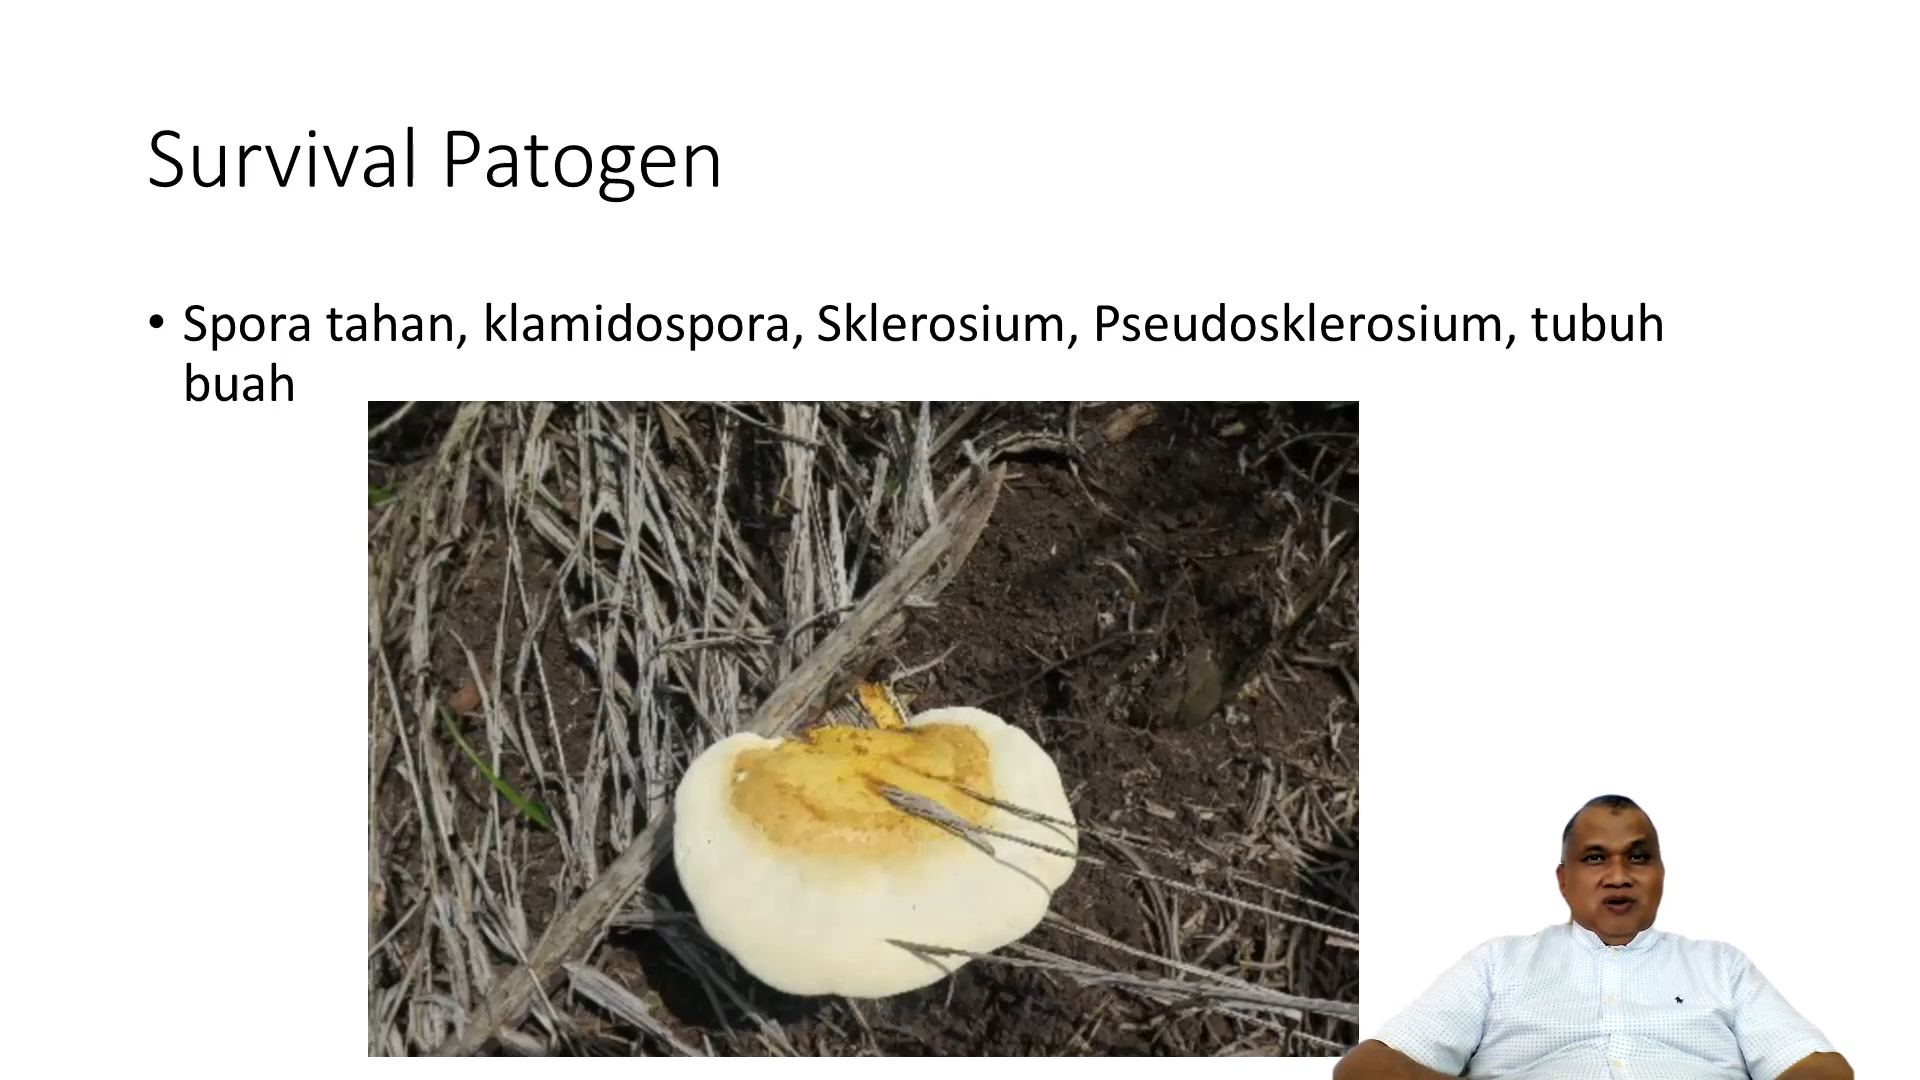 Survival Patogen
• Spora tahan, klamidospora, Sklerosium, Pseudosklerosium, tubuh
buah